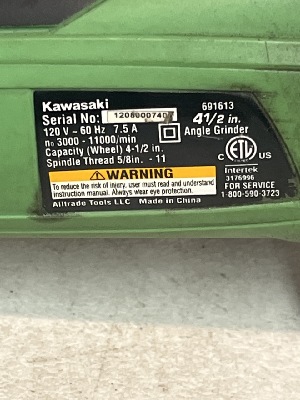 Kawasaki 691613
Serial No: 4½ in.
120 V ~ 60 Hz 7.5 A Angle Grinder
n₀ 3000 - 11000/min
Capacity (Wheel) 4-1/2 in.
Spindle Thread 5/8in. - 11
C ETL US
Intertek
3176996
WARNING
To reduce the risk of injury, user must read and understand
instruction manual. Always wear eye protection.
FOR SERVICE
1-800-590-3723
Alltrade Tools LLC Made in China